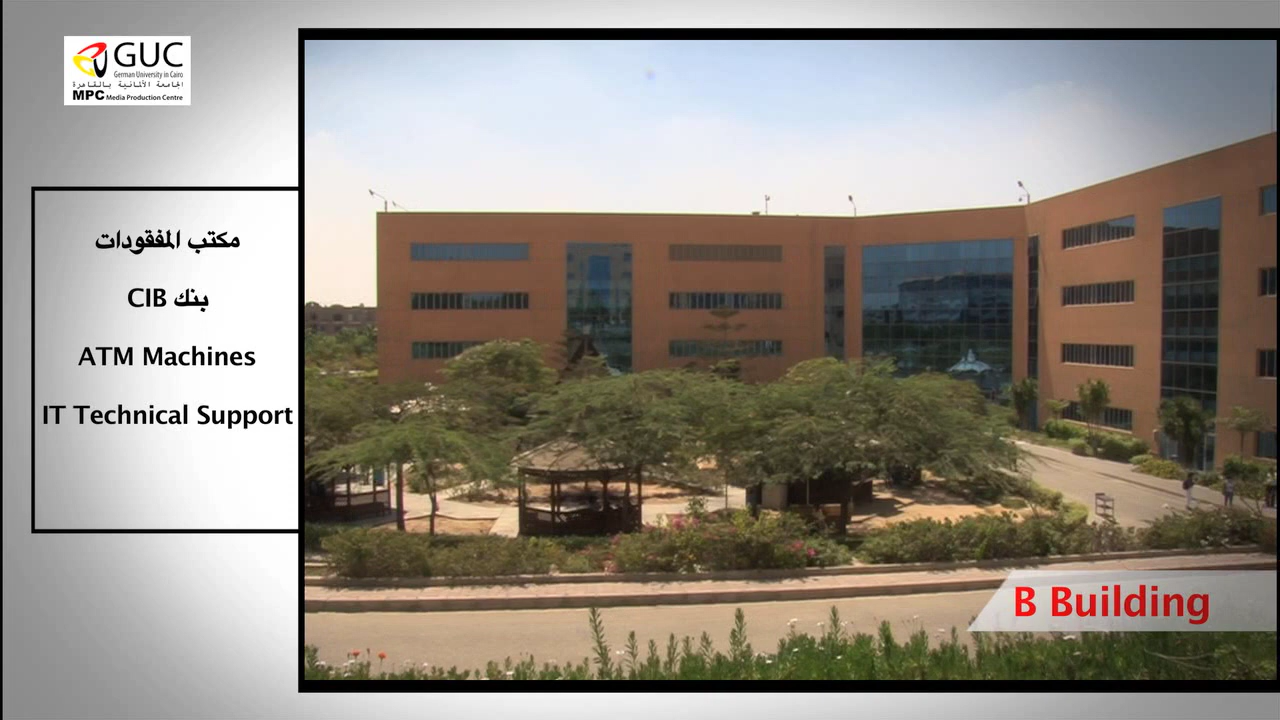 GUC
German University in Cairo
الجامعة الألمانية بالقاهرة
MPC Media Production Centre
مكتب المفقودات
بنك CIB
ATM Machines
IT Technical Support
B Building